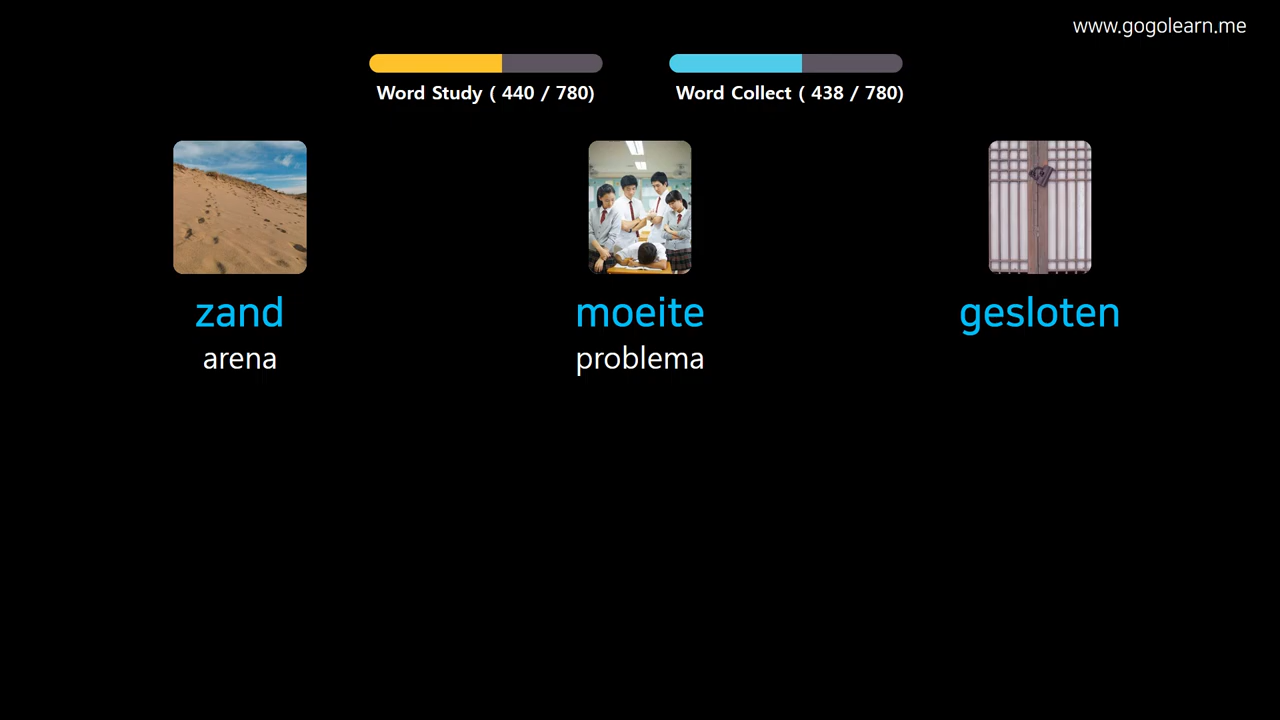 www.gogolearn.me
Word Study ( 440 / 780)
Word Collect ( 438 / 780)
zand
moeite
gesloten
arena
problema